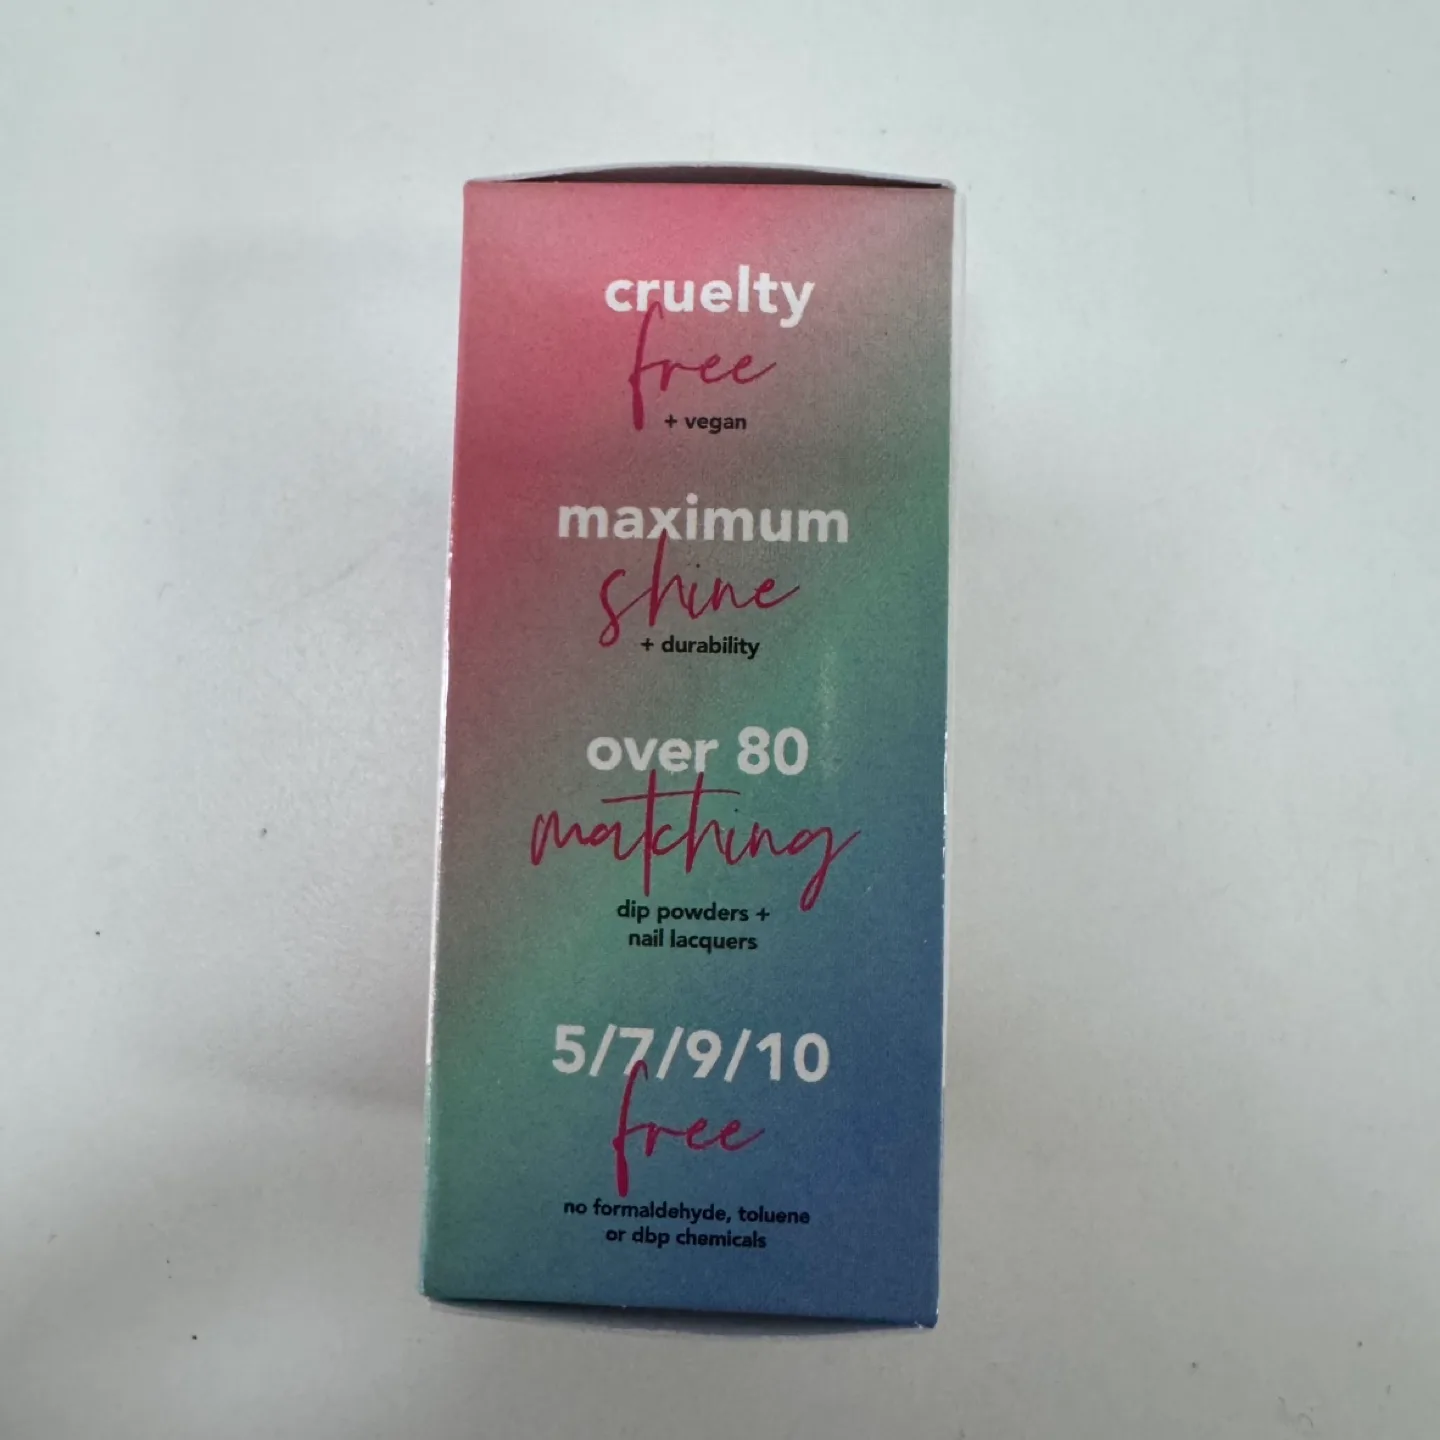 cruelty
free
+ vegan
maximum
shine
+ durability
over 80
matching
dip powders +
nail lacquers
5/7/9/10
free
no formaldehyde, toluene
or dbp chemicals